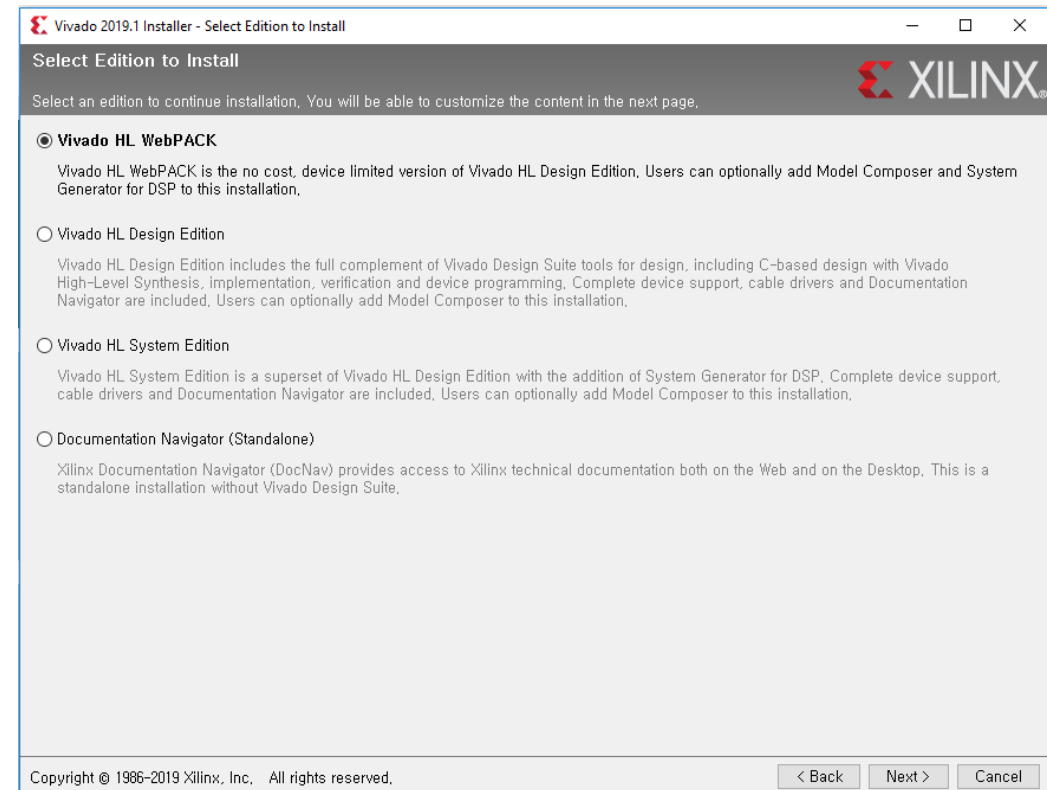 Vivado 2019.1 Installer - Select Edition to Install
Select Edition to Install
XILINX®
Select an edition to continue installation. You will be able to customize the content in the next page.
Vivado HL WebPACK
Vivado HL WebPACK is the no cost, device limited version of Vivado HL Design Edition. Users can optionally add Model Composer and System
Generator for DSP to this installation.
Vivado HL Design Edition
Vivado HL Design Edition includes the full complement of Vivado Design Suite tools for design, including C-based design with Vivado
High-Level Synthesis, implementation, verification and device programming. Complete device support, cable drivers and Documentation
Navigator are included. Users can optionally add Model Composer to this installation.
Vivado HL System Edition
Vivado HL System Edition is a superset of Vivado HL Design Edition with the addition of System Generator for DSP. Complete device support,
cable drivers and Documentation Navigator are included. Users can optionally add Model Composer to this installation.
Documentation Navigator (Standalone)
Xilinx Documentation Navigator (DocNav) provides access to Xilinx technical documentation both on the Web and on the Desktop. This is a
standalone installation without Vivado Design Suite.
Copyright © 1986-2019 Xilinx, Inc. All rights reserved.
< Back
Next >
Cancel